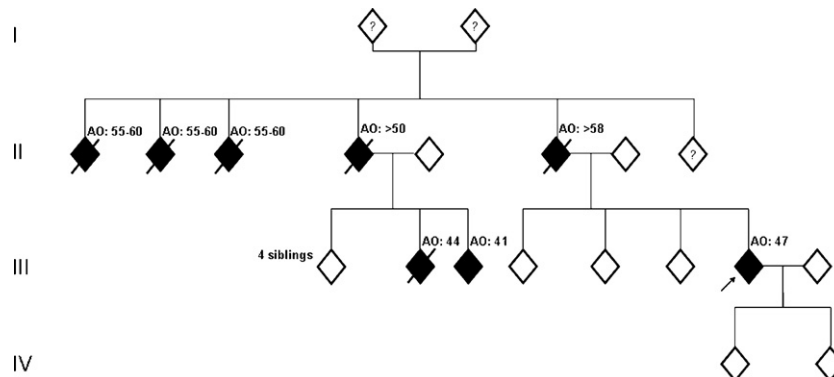 I
? ?
AO: 55-60 AO: 55-60 AO: 55-60 AO: >50 AO: >58
II
?
AO: 44 AO: 41 AO: 47
4 siblings
III
IV